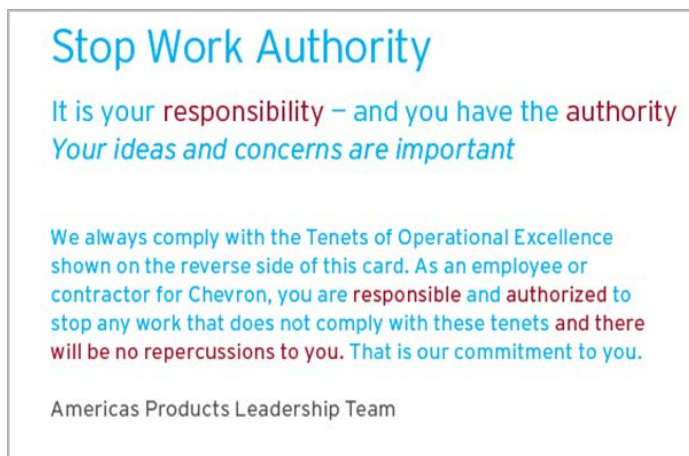 Stop Work Authority
It is your responsibility – and you have the authority
Your ideas and concerns are important
We always comply with the Tenets of Operational Excellence
shown on the reverse side of this card. As an employee or
contractor for Chevron, you are responsible and authorized to
stop any work that does not comply with these tenets and there
will be no repercussions to you. That is our commitment to you.
Americas Products Leadership Team